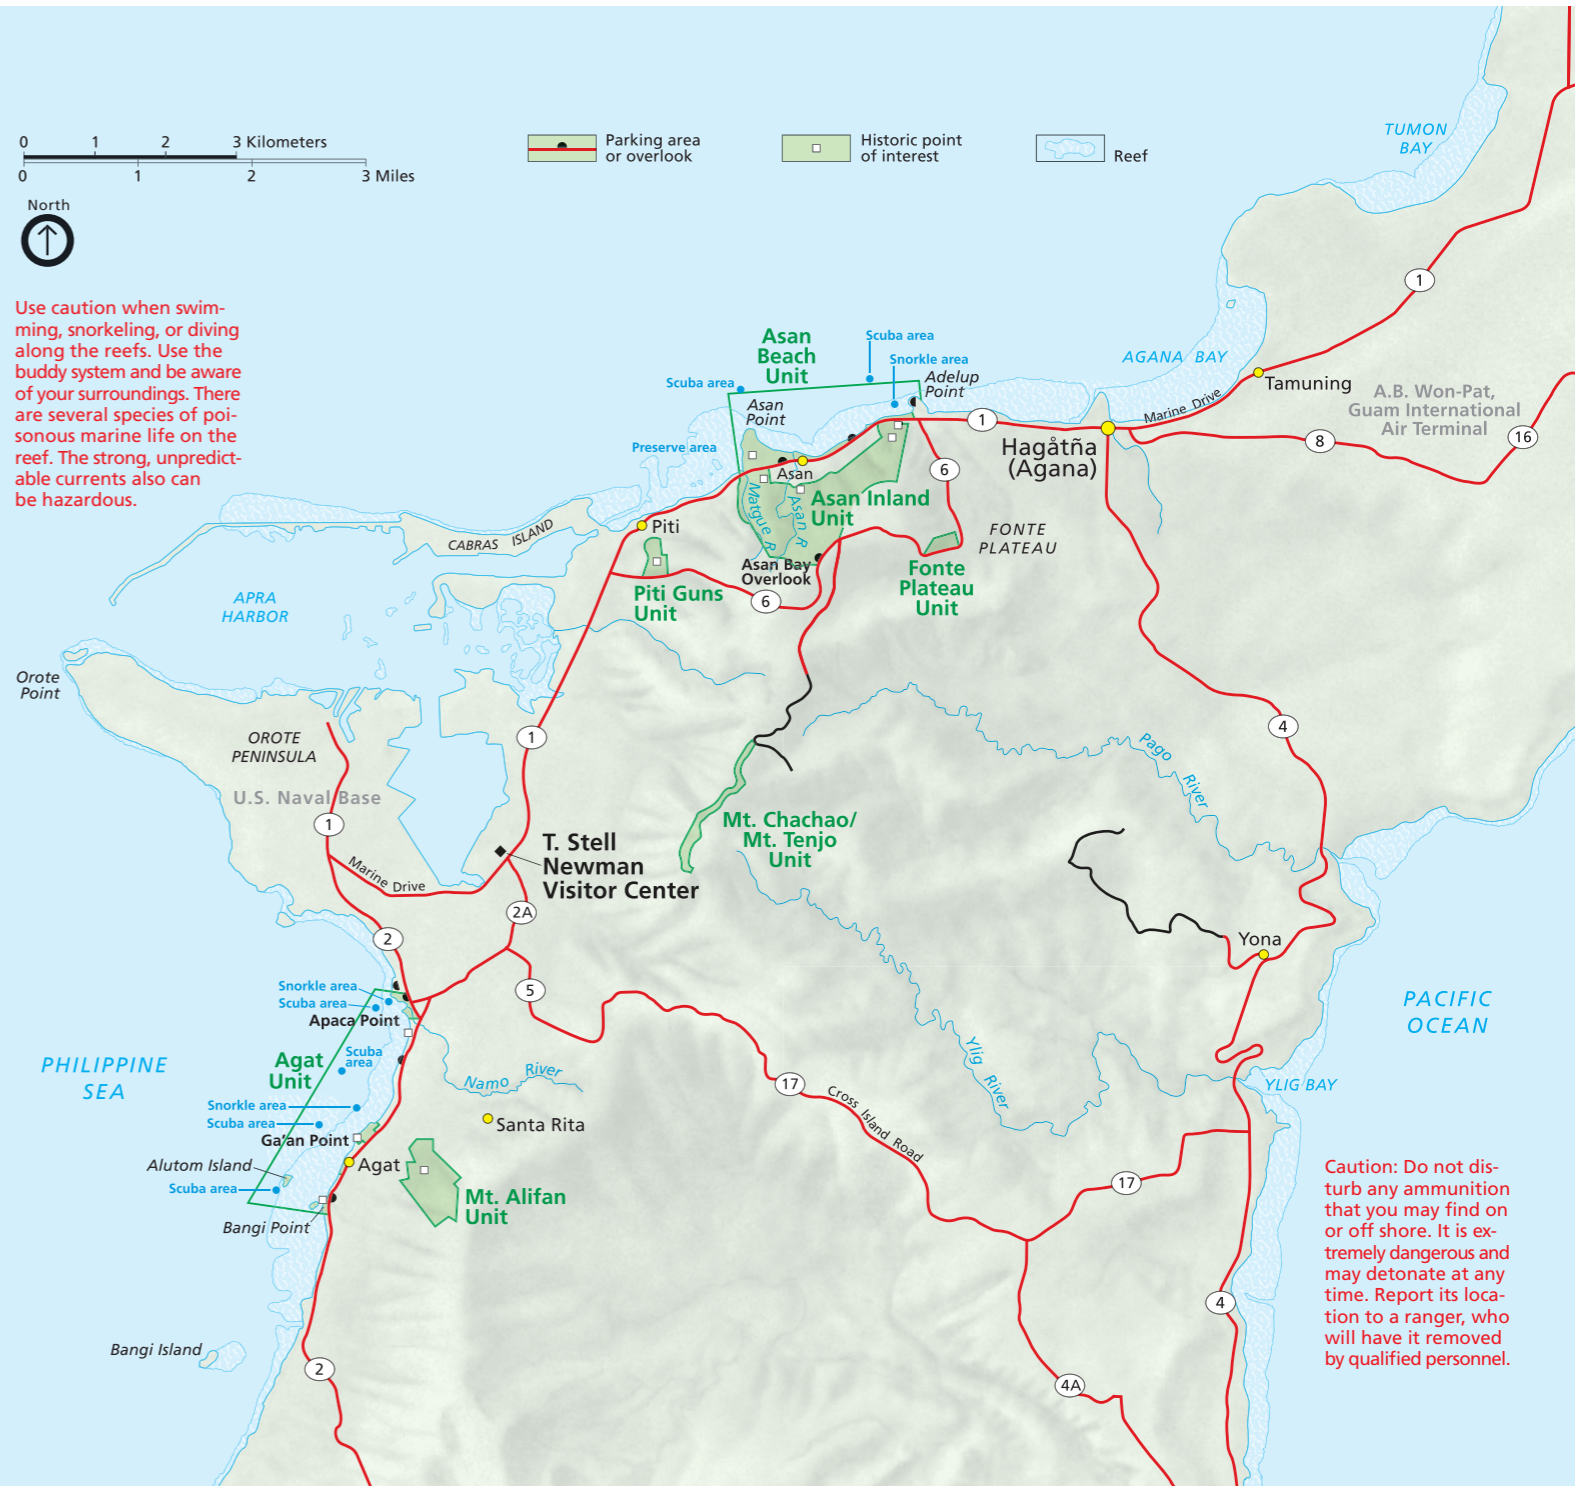 0 1 2 3 Kilometers
0 1 2 3 Miles
North
Parking area
or overlook
Historic point
of interest
Reef
Use caution when swim-
ming, snorkeling, or diving
along the reefs. Use the
buddy system and be aware
of your surroundings. There
are several species of poi-
sonous marine life on the
reef. The strong, unpredict-
able currents also can
be hazardous.
TUMON
BAY
1
AGANA BAY
Tamuning
Marine Drive
A.B. Won-Pat,
Guam International
Air Terminal
8
16
Asan
Beach
Unit
Scuba area
Snorkle area
Scuba area
Adelup
Point
Asan
Point
Preserve area
1
Hagåtña
(Agana)
6
Asan
Asan Inland
Unit
Matgue R
Asan R
Piti
CABRAS ISLAND
FONTE
PLATEAU
Asan Bay
Overlook
Fonte
Plateau
Unit
Piti Guns
Unit
6
APRA
HARBOR
Orote
Point
OROTE
PENINSULA
U.S. Naval Base
1
1
4
Pago River
Mt. Chachao/
Mt. Tenjo
Unit
T. Stell
Newman
Visitor Center
Marine Drive
2A
2
Yona
5
Snorkle area
Scuba area
Apaca Point
PACIFIC
OCEAN
PHILIPPINE
SEA
Agat
Unit
Scuba
area
Namo River
Ylig River
YLIG BAY
17
Cross Island Road
Snorkle area
Scuba area
Ga'an Point
Santa Rita
Alutom Island
Agat
Scuba area
Mt. Alifan
Unit
Bangi Point
17
Caution: Do not dis-
turb any ammunition
that you may find on
or off shore. It is ex-
tremely dangerous and
may detonate at any
time. Report its loca-
tion to a ranger, who
will have it removed
by qualified personnel.
4
Bangi Island
2
4A